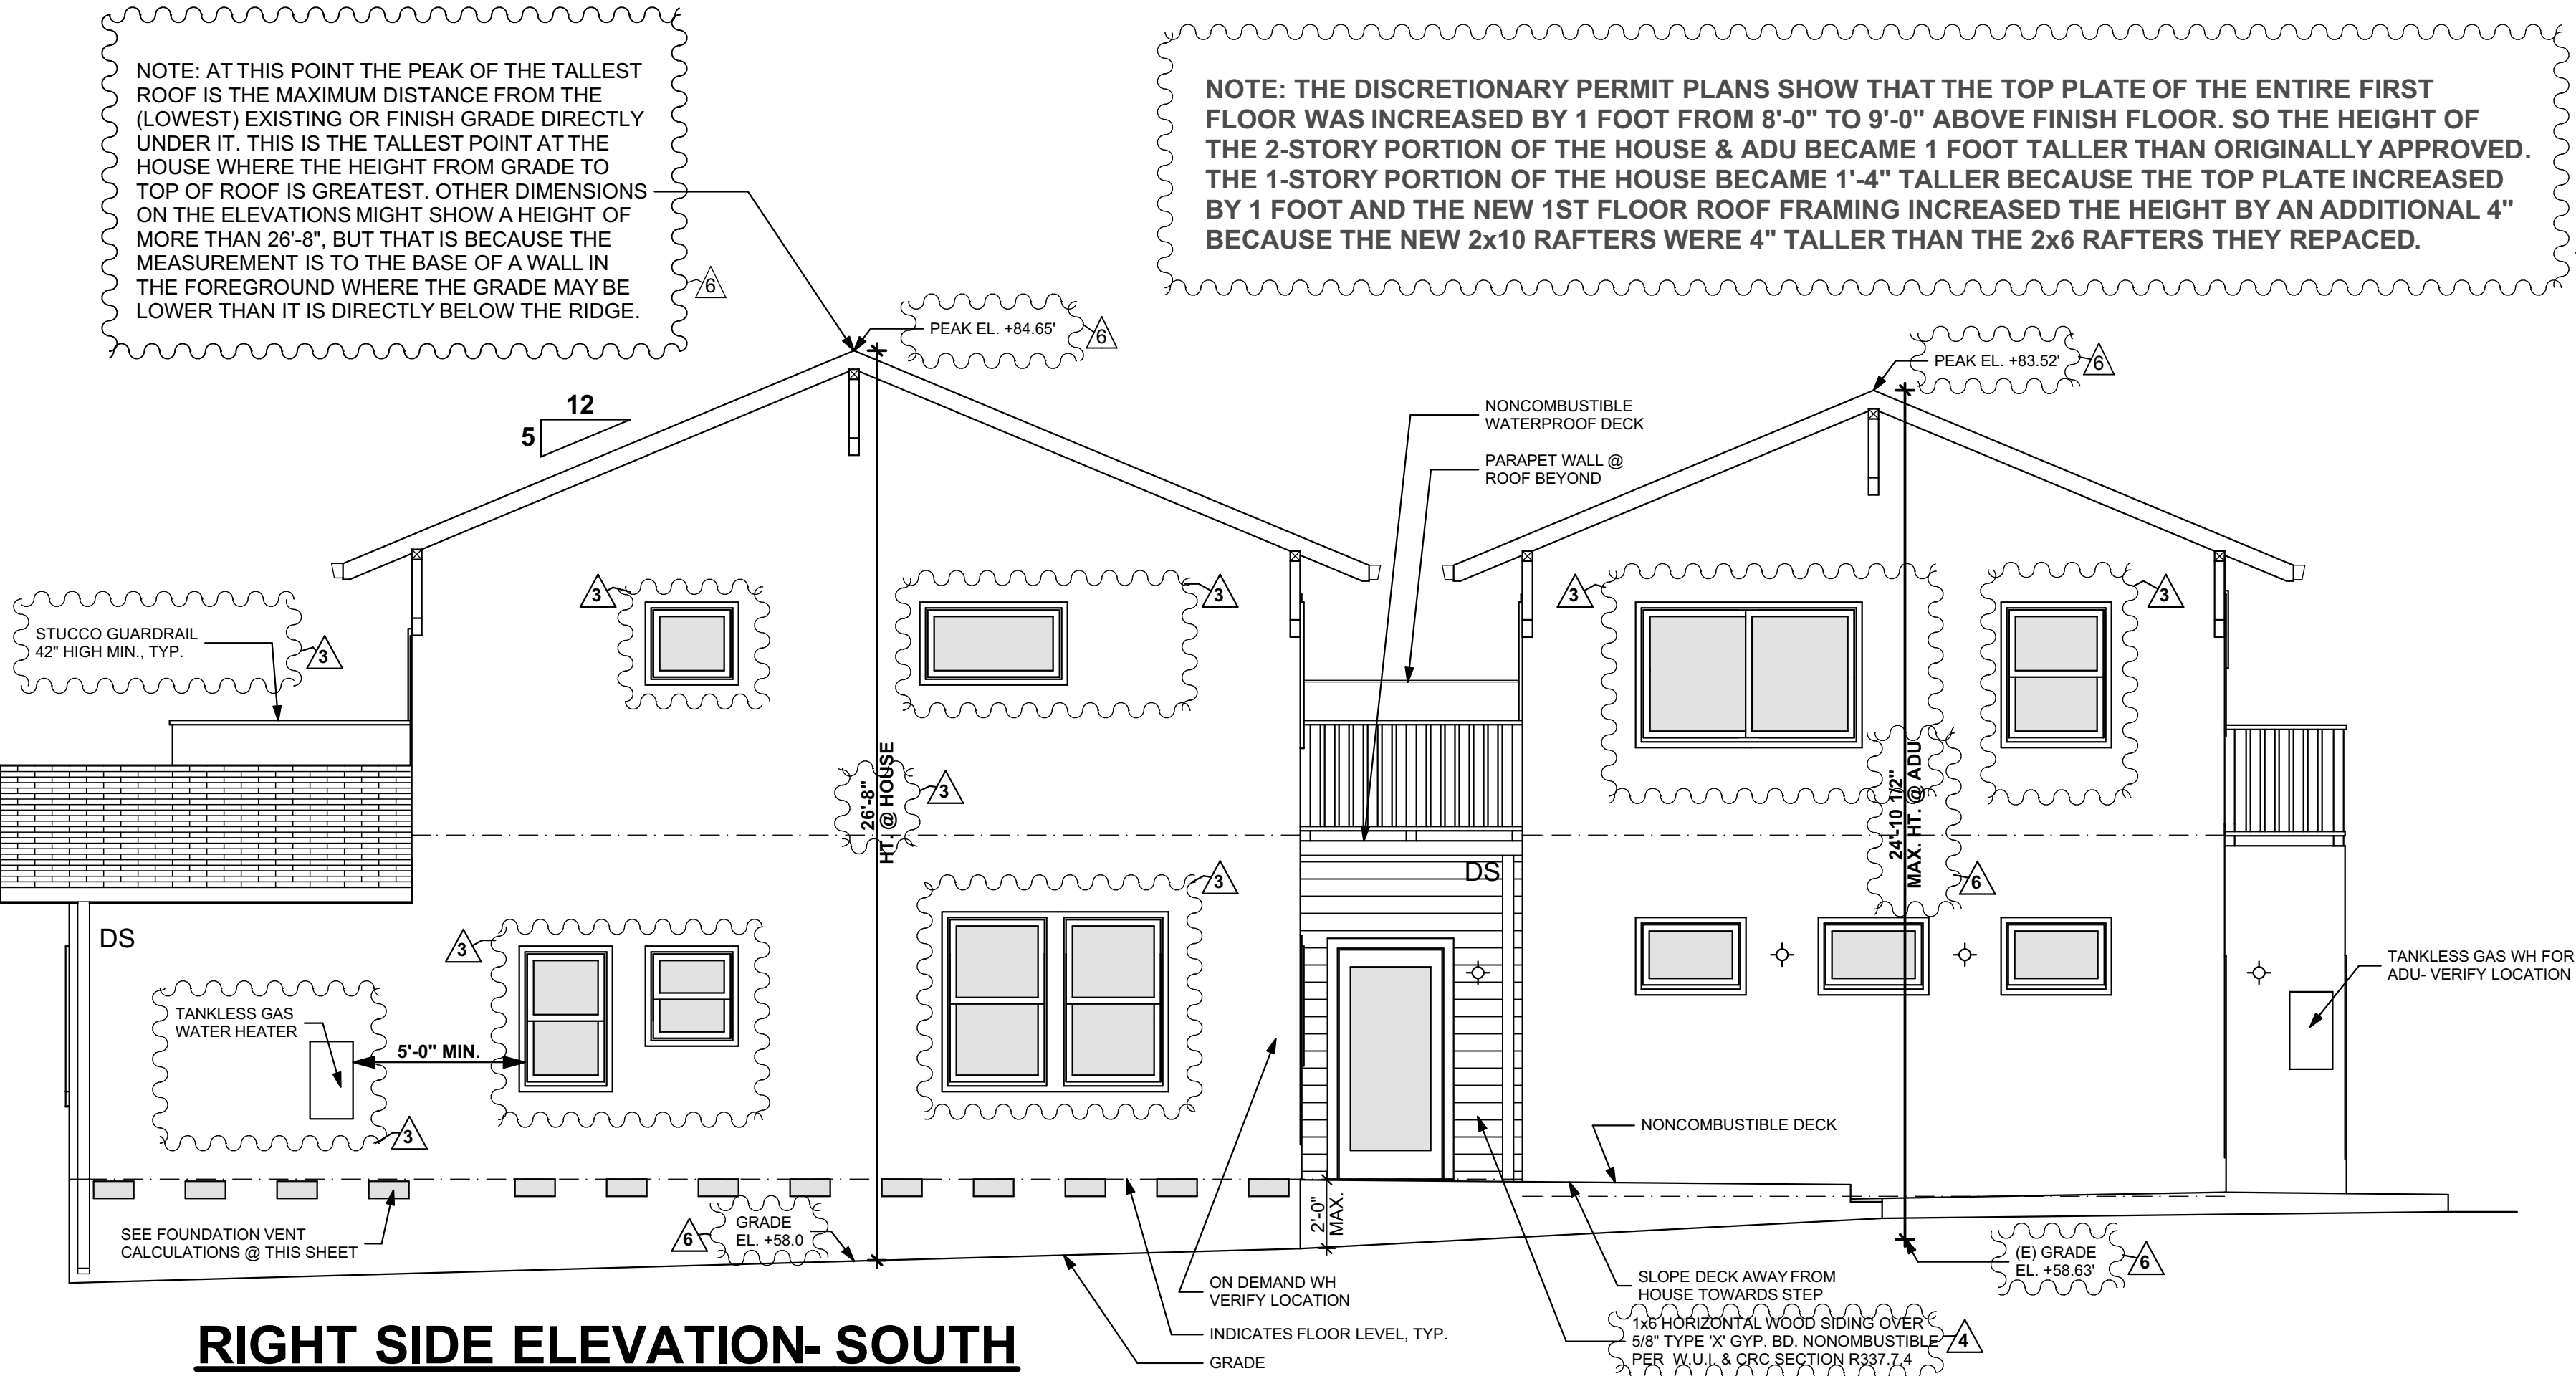 NOTE: AT THIS POINT THE PEAK OF THE TALLEST
ROOF IS THE MAXIMUM DISTANCE FROM THE
(LOWEST) EXISTING OR FINISH GRADE DIRECTLY
UNDER IT. THIS IS THE TALLEST POINT AT THE
HOUSE WHERE THE HEIGHT FROM GRADE TO
TOP OF ROOF IS GREATEST. OTHER DIMENSIONS
ON THE ELEVATIONS MIGHT SHOW A HEIGHT OF
MORE THAN 26'-8", BUT THAT IS BECAUSE THE
MEASUREMENT IS TO THE BASE OF A WALL IN
THE FOREGROUND WHERE THE GRADE MAY BE
LOWER THAN IT IS DIRECTLY BELOW THE RIDGE.
6
NOTE: THE DISCRETIONARY PERMIT PLANS SHOW THAT THE TOP PLATE OF THE ENTIRE FIRST
FLOOR WAS INCREASED BY 1 FOOT FROM 8'-0" TO 9'-0" ABOVE FINISH FLOOR. SO THE HEIGHT OF
THE 2-STORY PORTION OF THE HOUSE & ADU BECAME 1 FOOT TALLER THAN ORIGINALLY APPROVED.
THE 1-STORY PORTION OF THE HOUSE BECAME 1'-4" TALLER BECAUSE THE TOP PLATE INCREASED
BY 1 FOOT AND THE NEW 1ST FLOOR ROOF FRAMING INCREASED THE HEIGHT BY AN ADDITIONAL 4"
BECAUSE THE NEW 2x10 RAFTERS WERE 4" TALLER THAN THE 2x6 RAFTERS THEY REPACED.
PEAK EL. +84.65'
6
PEAK EL. +83.52'
6
12
5
NONCOMBUSTIBLE
WATERPROOF DECK
PARAPET WALL @
ROOF BEYOND
3
3
3
3
STUCCO GUARDRAIL
42" HIGH MIN., TYP.
3
26'-8"
HT. @ HOUSE
3
24'-10 1/2"
MAX. HT. @ ADU
6
DS
3
DS
3
TANKLESS GAS
WATER HEATER
5'-0" MIN.
3
TANKLESS GAS WH FOR
ADU- VERIFY LOCATION
NONCOMBUSTIBLE DECK
2'-0"
MAX.
SEE FOUNDATION VENT
CALCULATIONS @ THIS SHEET
6
GRADE
EL. +58.0
(E) GRADE
EL. +58.63'
6
ON DEMAND WH
VERIFY LOCATION
SLOPE DECK AWAY FROM
HOUSE TOWARDS STEP
INDICATES FLOOR LEVEL, TYP.
GRADE
1x6 HORIZONTAL WOOD SIDING OVER
5/8" TYPE 'X' GYP. BD. NONOMBUSTIBLE
PER W.U.I. & CRC SECTION R337.7.4
4
RIGHT SIDE ELEVATION- SOUTH